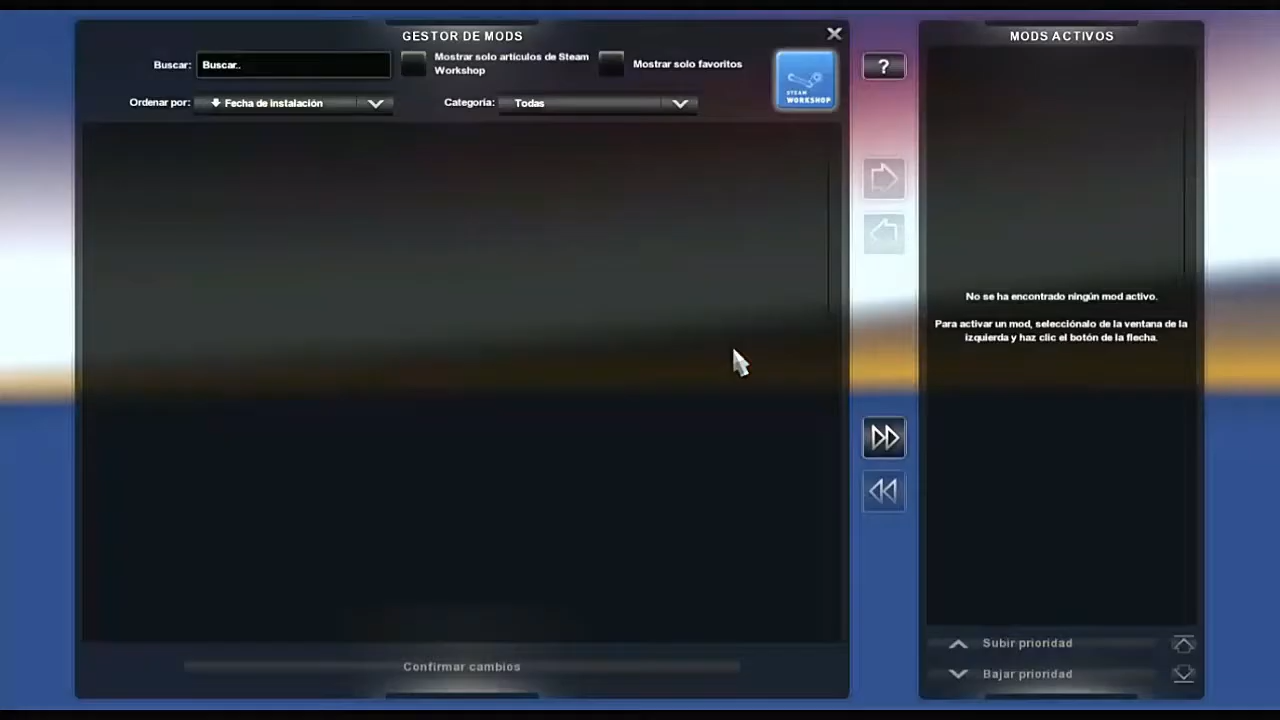 GESTOR DE MODS
Buscar:
Buscar..
Mostrar solo artículos de Steam
Workshop
Mostrar solo favoritos
STEAM
WORKSHOP
Ordenar por:
Fecha de instalación
Categoría:
Todas
Confirmar cambios
?
MODS ACTIVOS
No se ha encontrado ningún mod activo.
Para activar un mod, selecciónalo de la ventana de la
izquierda y haz clic el botón de la flecha.
Subir prioridad
Bajar prioridad